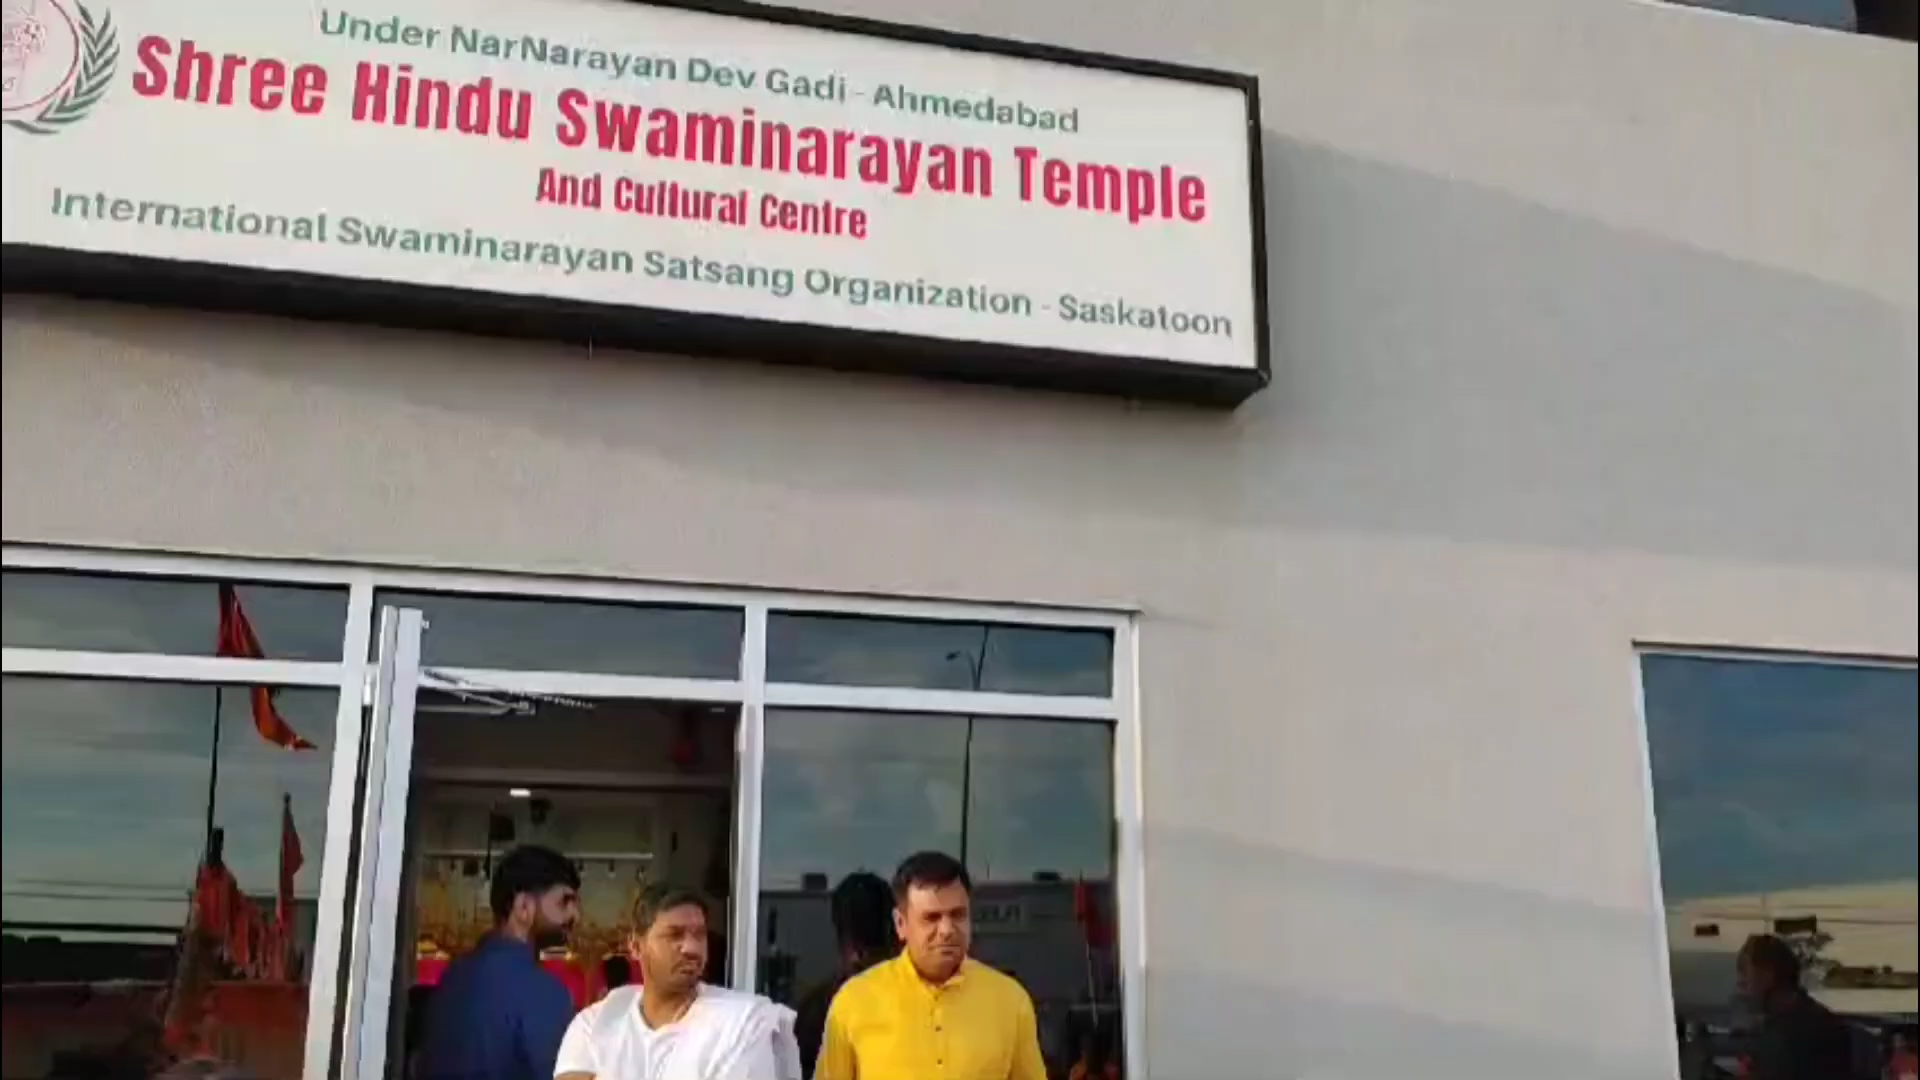 Under NarNarayan Dev Gadi - Ahmedabad
Shree Hindu Swaminarayan Temple
And Cultural Centre
International Swaminarayan Satsang Organization - Saskatoon